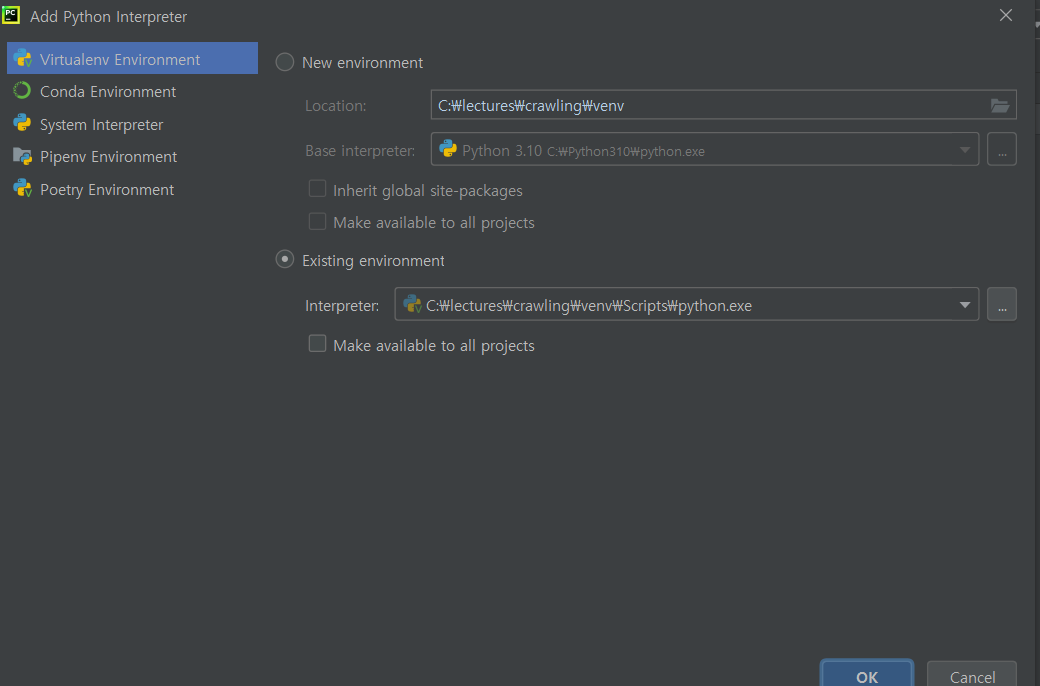 PC
Add Python Interpreter
Virtualenv Environment
Conda Environment
System Interpreter
Pipenv Environment
Poetry Environment
New environment
Location: C:₩lectures₩crawling₩venv
Base interpreter: Python 3.10 C:₩Python310₩python.exe ...
Inherit global site-packages
Make available to all projects
Existing environment
Interpreter: C:₩lectures₩crawling₩venv₩Scripts₩python.exe ...
Make available to all projects
OK Cancel